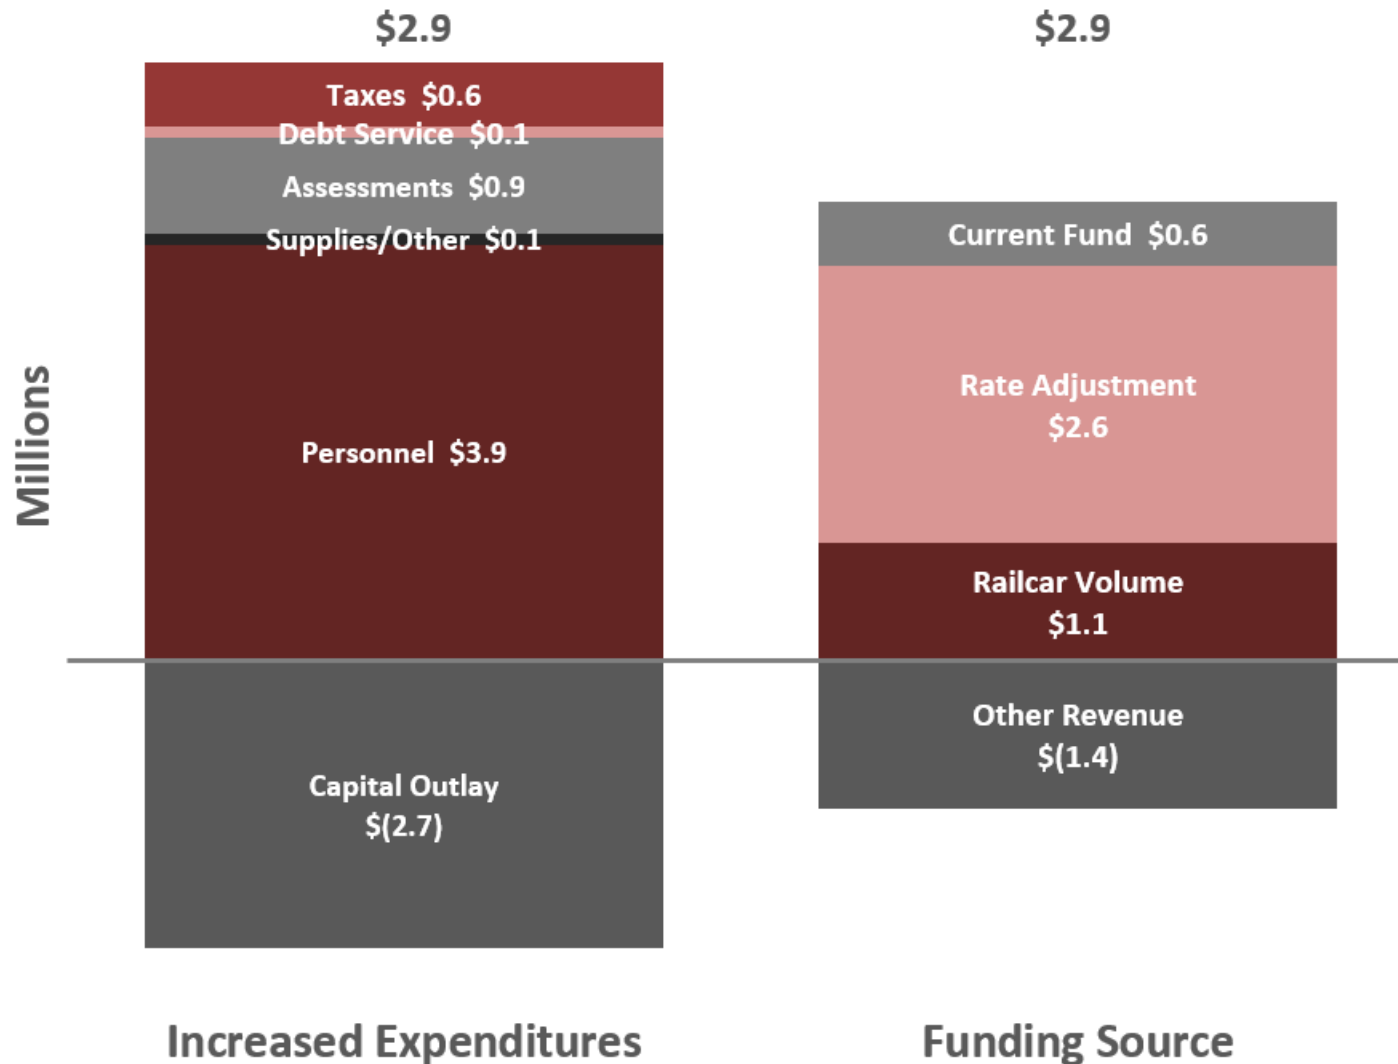 $2.9
$2.9
Taxes $0.6
Debt Service $0.1
Assessments $0.9
Supplies/Other $0.1
Personnel $3.9
Capital Outlay
$(2.7)
Current Fund $0.6
Rate Adjustment
$2.6
Railcar Volume
$1.1
Other Revenue
$(1.4)
Millions
Increased Expenditures
Funding Source